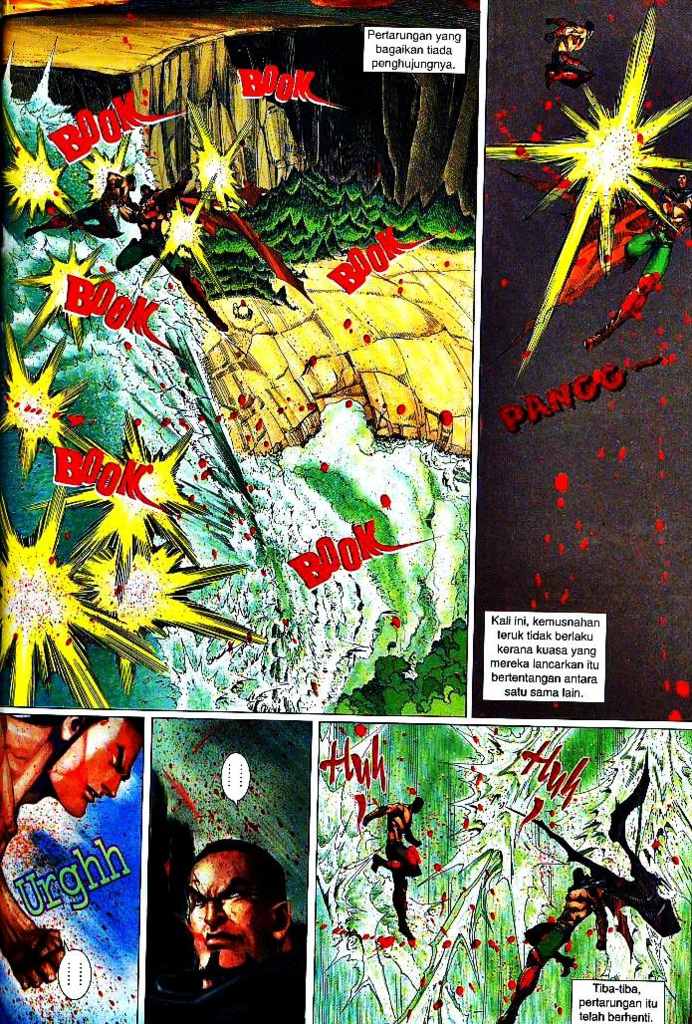 Pertarungan yang
bagaikan tiada
penghujungnya.
BOOK
BOOK
BOOK
BOOK
BOOK
BOOK
PANGG
Kali ini, kemusnahan
teruk tidak berlaku
kerana kuasa yang
mereka lancarkan itu
bertentangan antara
satu sama lain.
Urghh
......
......
Huh
Huh
Tiba-tiba,
pertarungan itu
telah berhenti.